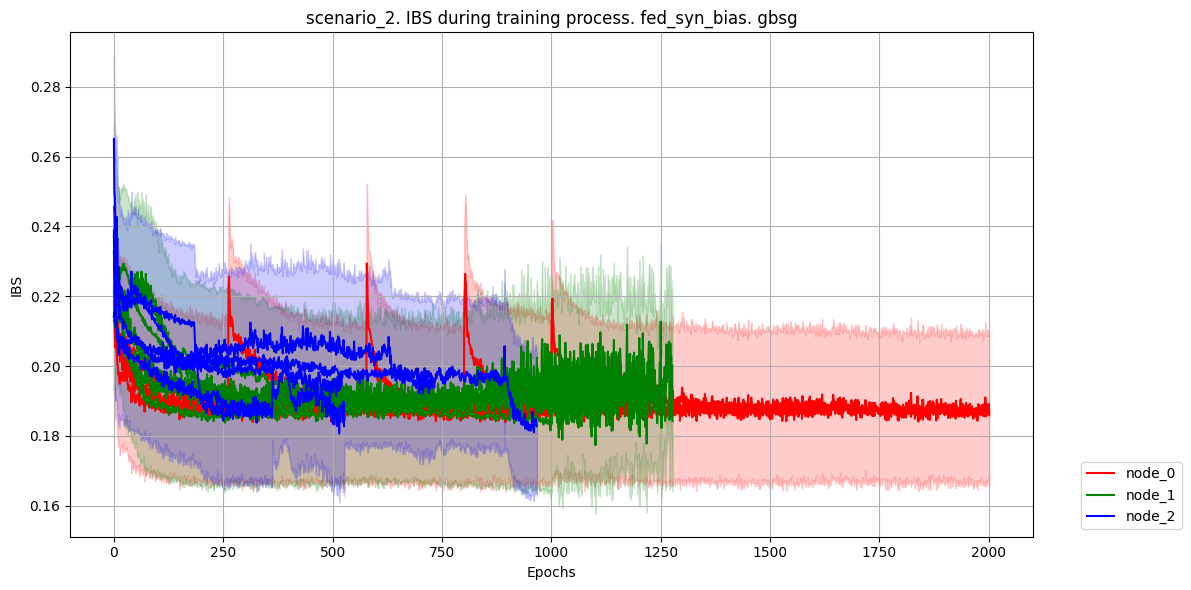 scenario_2. IBS during training process. fed_syn_bias. gbsg
IBS
0.28
0.26
0.24
0.22
0.20
0.18
0.16
0 250 500 750 1000 1250 1500 1750 2000
Epochs
node_0
node_1
node_2